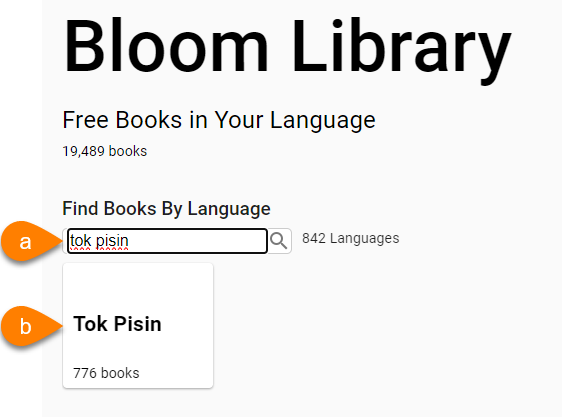 Bloom Library
Free Books in Your Language
19,489 books
Find Books By Language
a
tok pisin
842 Languages
b
Tok Pisin
776 books